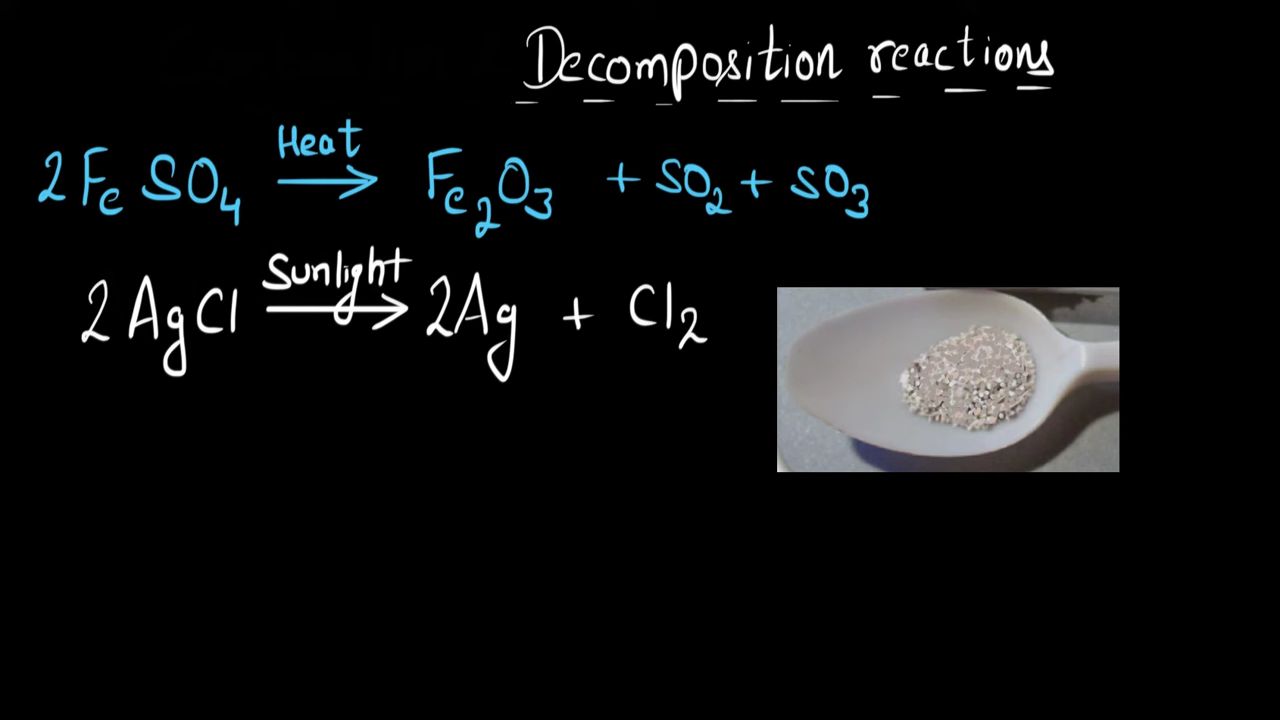 Decomposition reactions
2FeSO4 Heat → Fe2O3 + SO2 + SO3
2AgCl Sunlight → 2Ag + Cl2